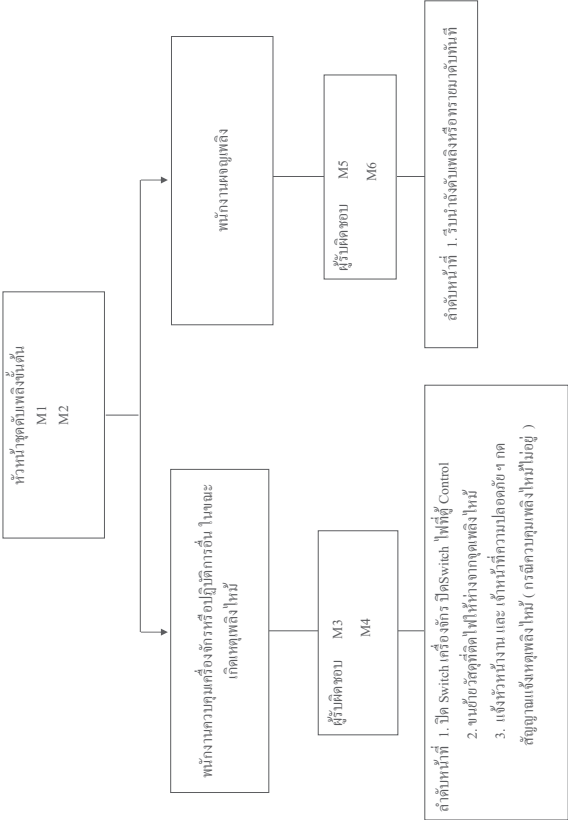 หัวหน้าชุดดับเพลิงขั้นต้น
M1
M2
พนักงานควบคุมเครื่องจักรหรือปฏิบัติการอื่น ในขณะ
เกิดเหตุเพลิงไหม้
พนักงานผจญเพลิง
ผู้รับผิดชอบ M3
M4
ผู้รับผิดชอบ M5
M6
ลำดับหน้าที่ 1. ปิด Switch เครื่องจักร ปิดSwitch ไฟที่ตู้ Control
2. ขนย้ายวัสดุที่ติดไฟให้ห่างจากจุดเพลิงไหม้
3. แจ้งหัวหน้างาน และ เจ้าหน้าที่ความปลอดภัย ฯ กด
สัญญาณแจ้งเหตุเพลิงไหม้ ( กรณีควบคุมเพลิงไหม้ไม่อยู่ )
ลำดับหน้าที่ 1. รีบนำถังดับเพลิงหรือทรายมาดับทันที